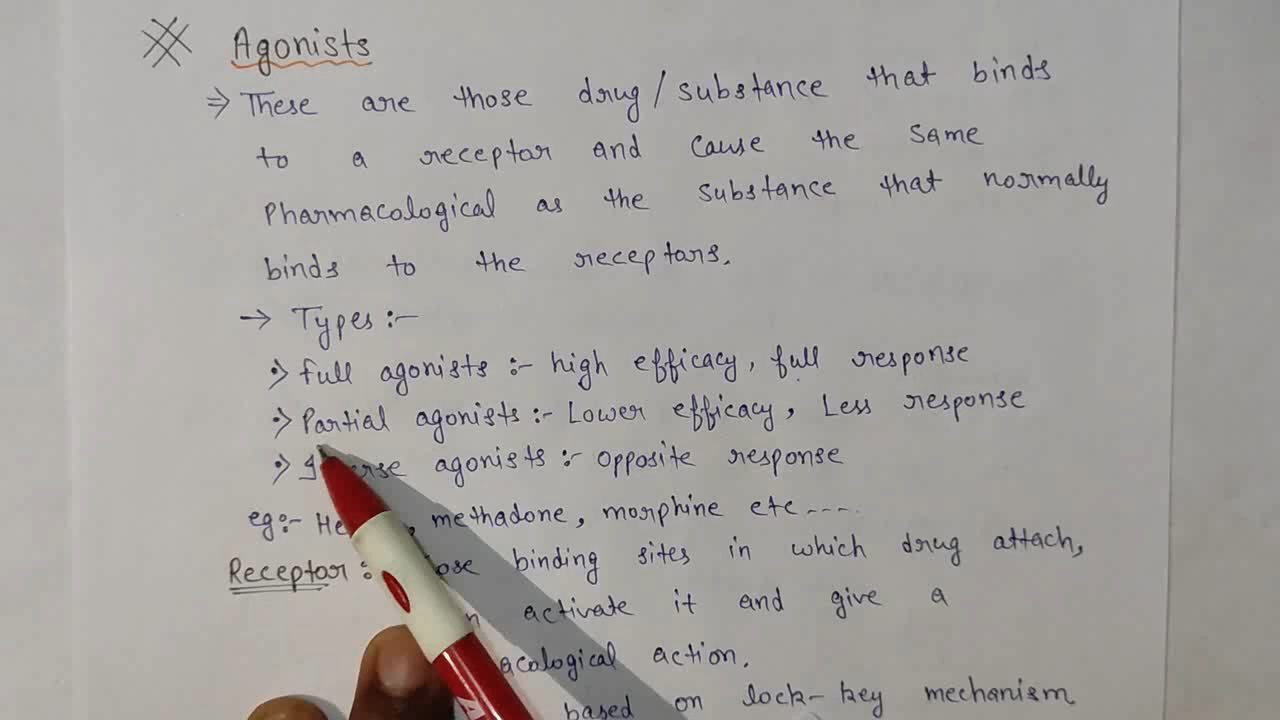 Agonists
⇒ These are those drug/substance that binds
to a receptor and cause the same
Pharmacological as the substance that normally
binds to the receptors.
→ Types :-
•> full agonists :- high efficacy, full response
•> Partial agonists :- Lower efficacy, Less response
•> agonists :- opposite response
eg:- methadone, morphine etc ----.
Receptor : binding sites in which drug attach,
activate it and give a
action.
based on lock-key mechanism